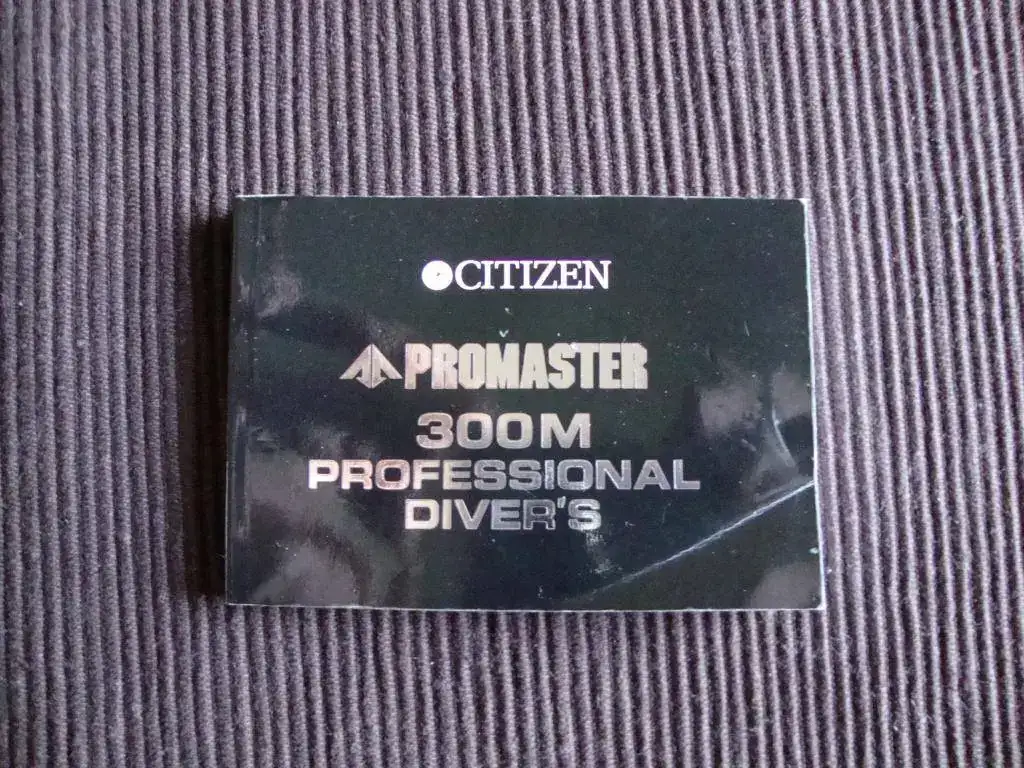 CITIZEN
PROMASTER
300M
PROFESSIONAL
DIVER'S